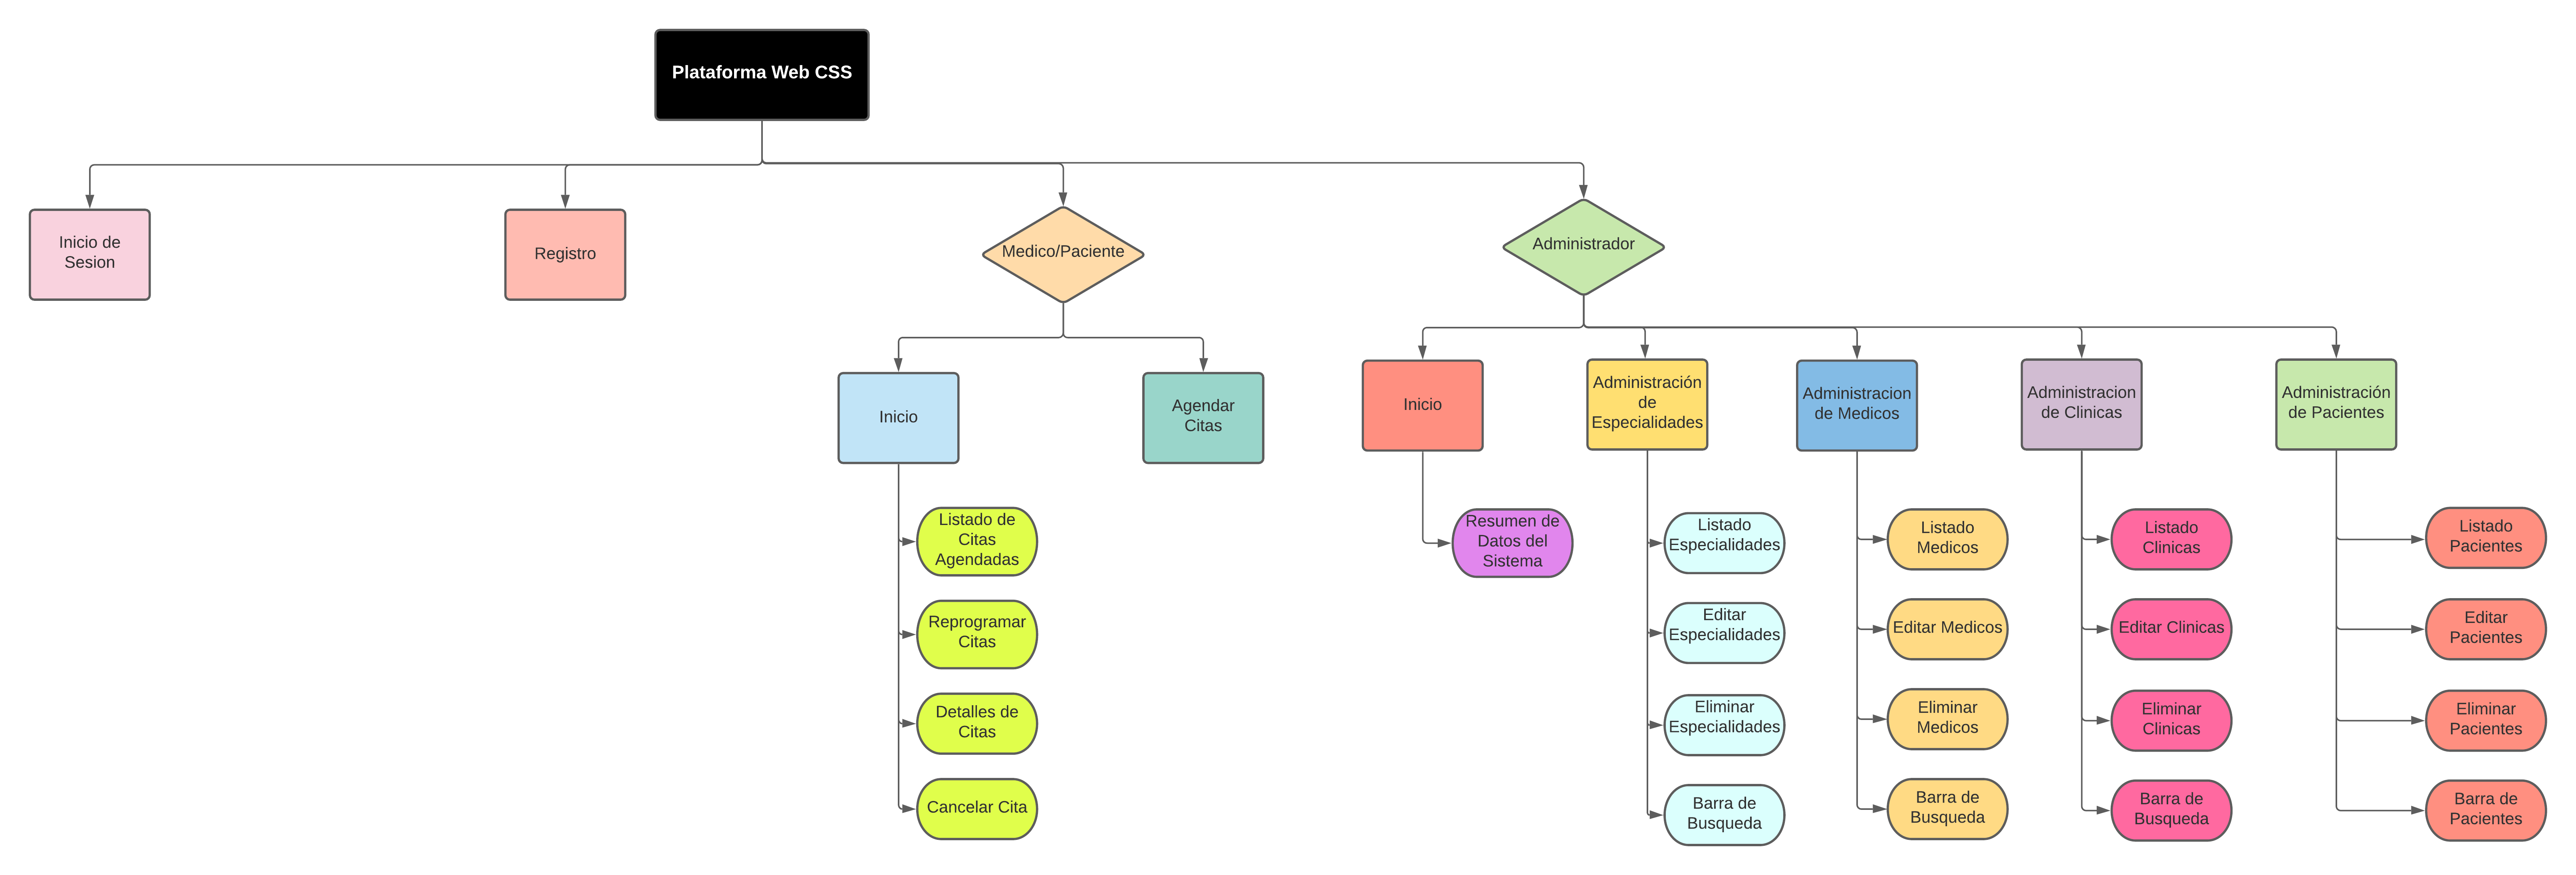 Plataforma Web CSS
Inicio de
Sesion
Registro
Medico/Paciente
Administrador
Inicio
Agendar
Citas
Inicio
Administración
de
Especialidades
Administracion
de Medicos
Administracion
de Clinicas
Administración
de Pacientes
Listado de
Citas
Agendadas
Reprogramar
Citas
Detalles de
Citas
Cancelar Cita
Resumen de
Datos del
Sistema
Listado
Especialidades
Editar
Especialidades
Eliminar
Especialidades
Barra de
Busqueda
Listado
Medicos
Editar Medicos
Eliminar
Medicos
Barra de
Busqueda
Listado
Clinicas
Editar Clinicas
Eliminar
Clinicas
Barra de
Busqueda
Listado
Pacientes
Editar
Pacientes
Eliminar
Pacientes
Barra de
Pacientes